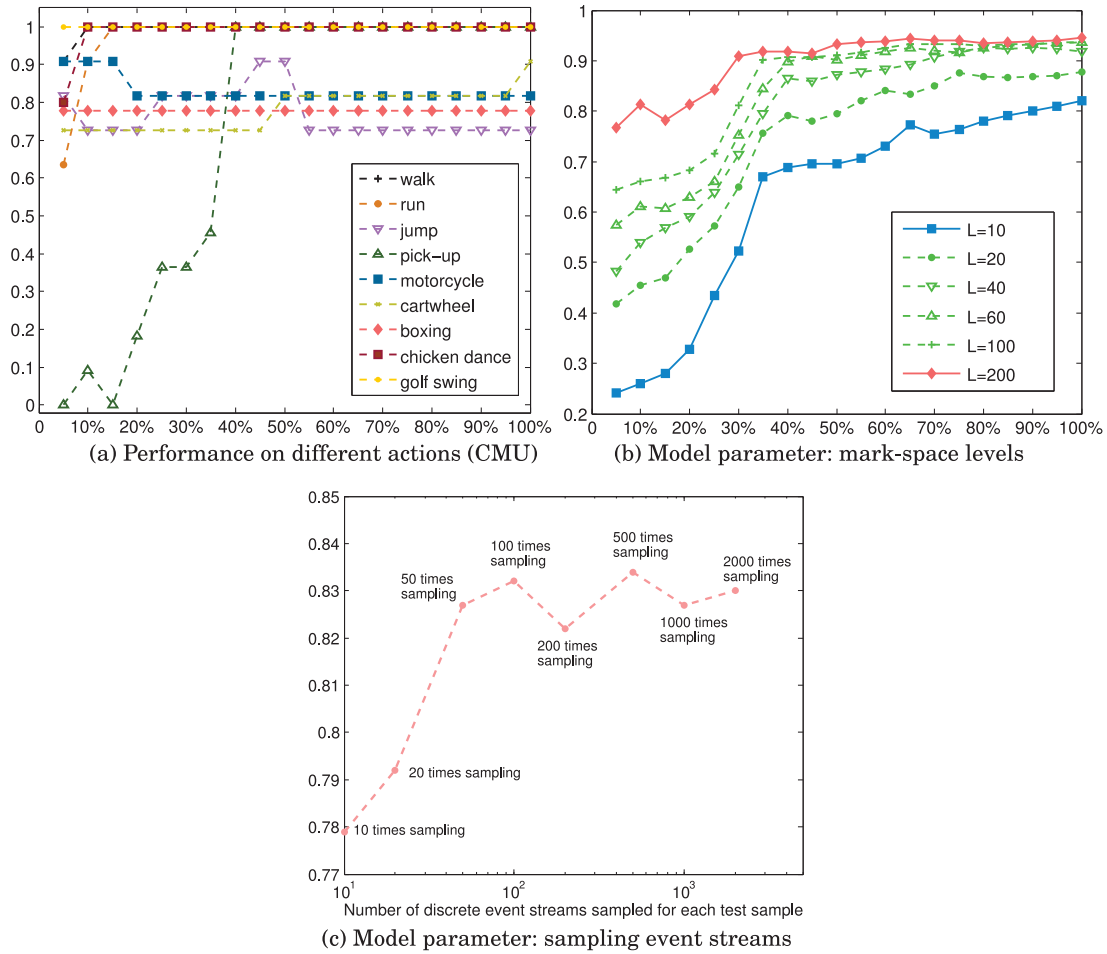 1
0.9
0.8
0.7
0.6
0.5
0.4
0.3
0.2
0.1
0
walk
run
jump
pick-up
motorcycle
cartwheel
boxing
chicken dance
golf swing
0 10% 20% 30% 40% 50% 60% 70% 80% 90% 100%
(a) Performance on different actions (CMU)
1
0.9
0.8
0.7
0.6
0.5
0.4
0.3
0.2
L=10
L=20
L=40
L=60
L=100
L=200
0 10% 20% 30% 40% 50% 60% 70% 80% 90% 100%
(b) Model parameter: mark-space levels
0.85
0.84
0.83
0.82
0.81
0.8
0.79
0.78
0.77
10 times sampling
20 times sampling
50 times
sampling
100 times
sampling
200 times
sampling
500 times
sampling
1000 times
sampling
2000 times
sampling
10¹ 10² 10³
Number of discrete event streams sampled for each test sample
(c) Model parameter: sampling event streams